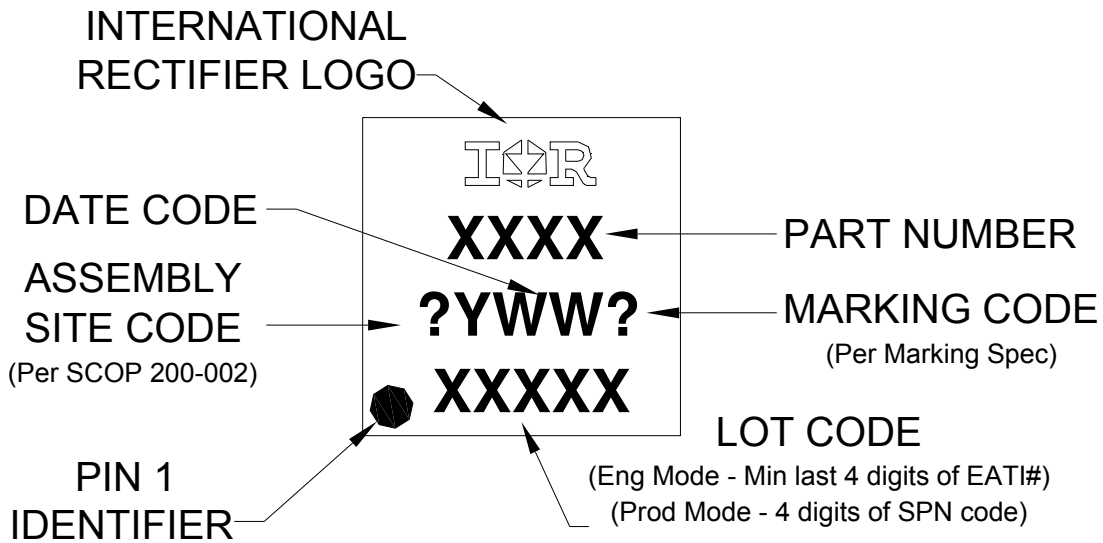 INTERNATIONAL
RECTIFIER LOGO
IOR
DATE CODE
XXXX
PART NUMBER
ASSEMBLY
SITE CODE
(Per SCOP 200-002)
?YWW?
MARKING CODE
(Per Marking Spec)
XXXXX
PIN 1
IDENTIFIER
LOT CODE
(Eng Mode - Min last 4 digits of EATI#)
(Prod Mode - 4 digits of SPN code)